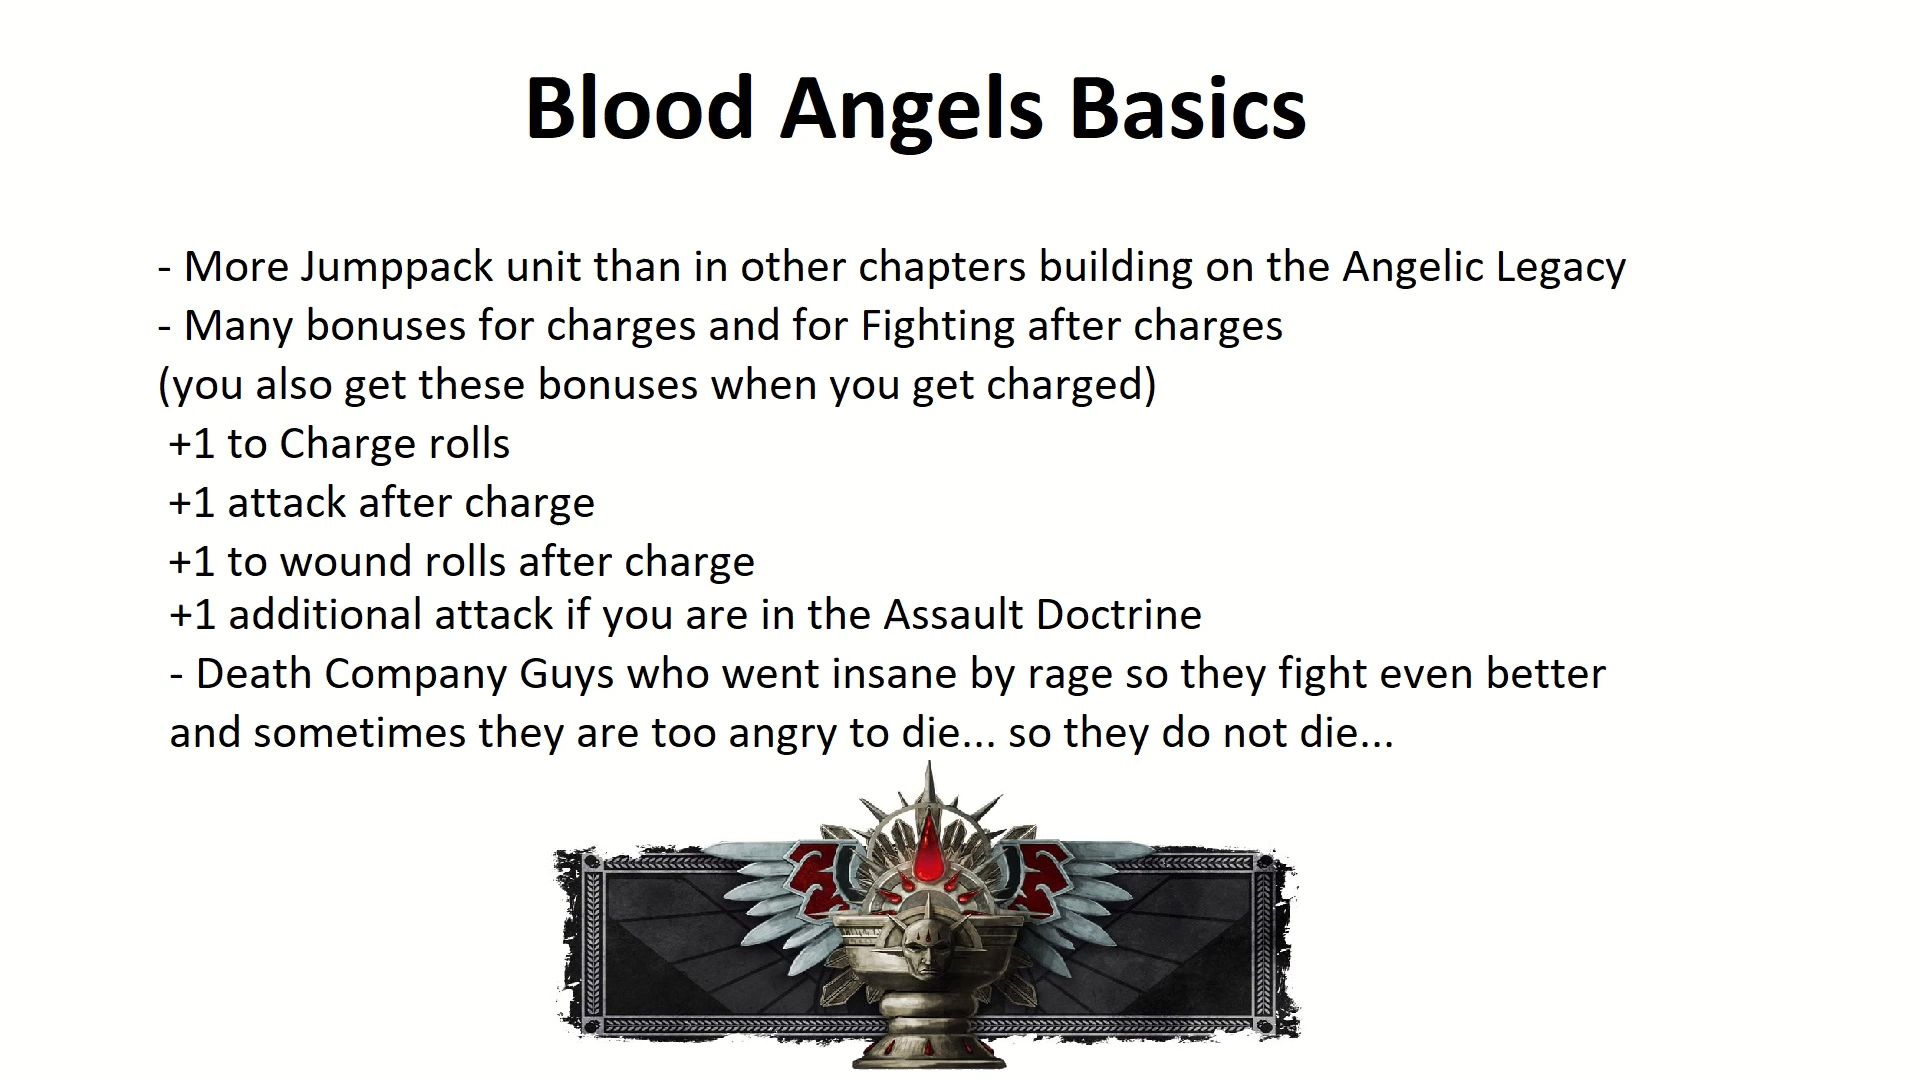 Blood Angels Basics
- More Jumppack unit than in other chapters building on the Angelic Legacy
- Many bonuses for charges and for Fighting after charges
(you also get these bonuses when you get charged)
+1 to Charge rolls
+1 attack after charge
+1 to wound rolls after charge
+1 additional attack if you are in the Assault Doctrine
- Death Company Guys who went insane by rage so they fight even better
and sometimes they are too angry to die... so they do not die...